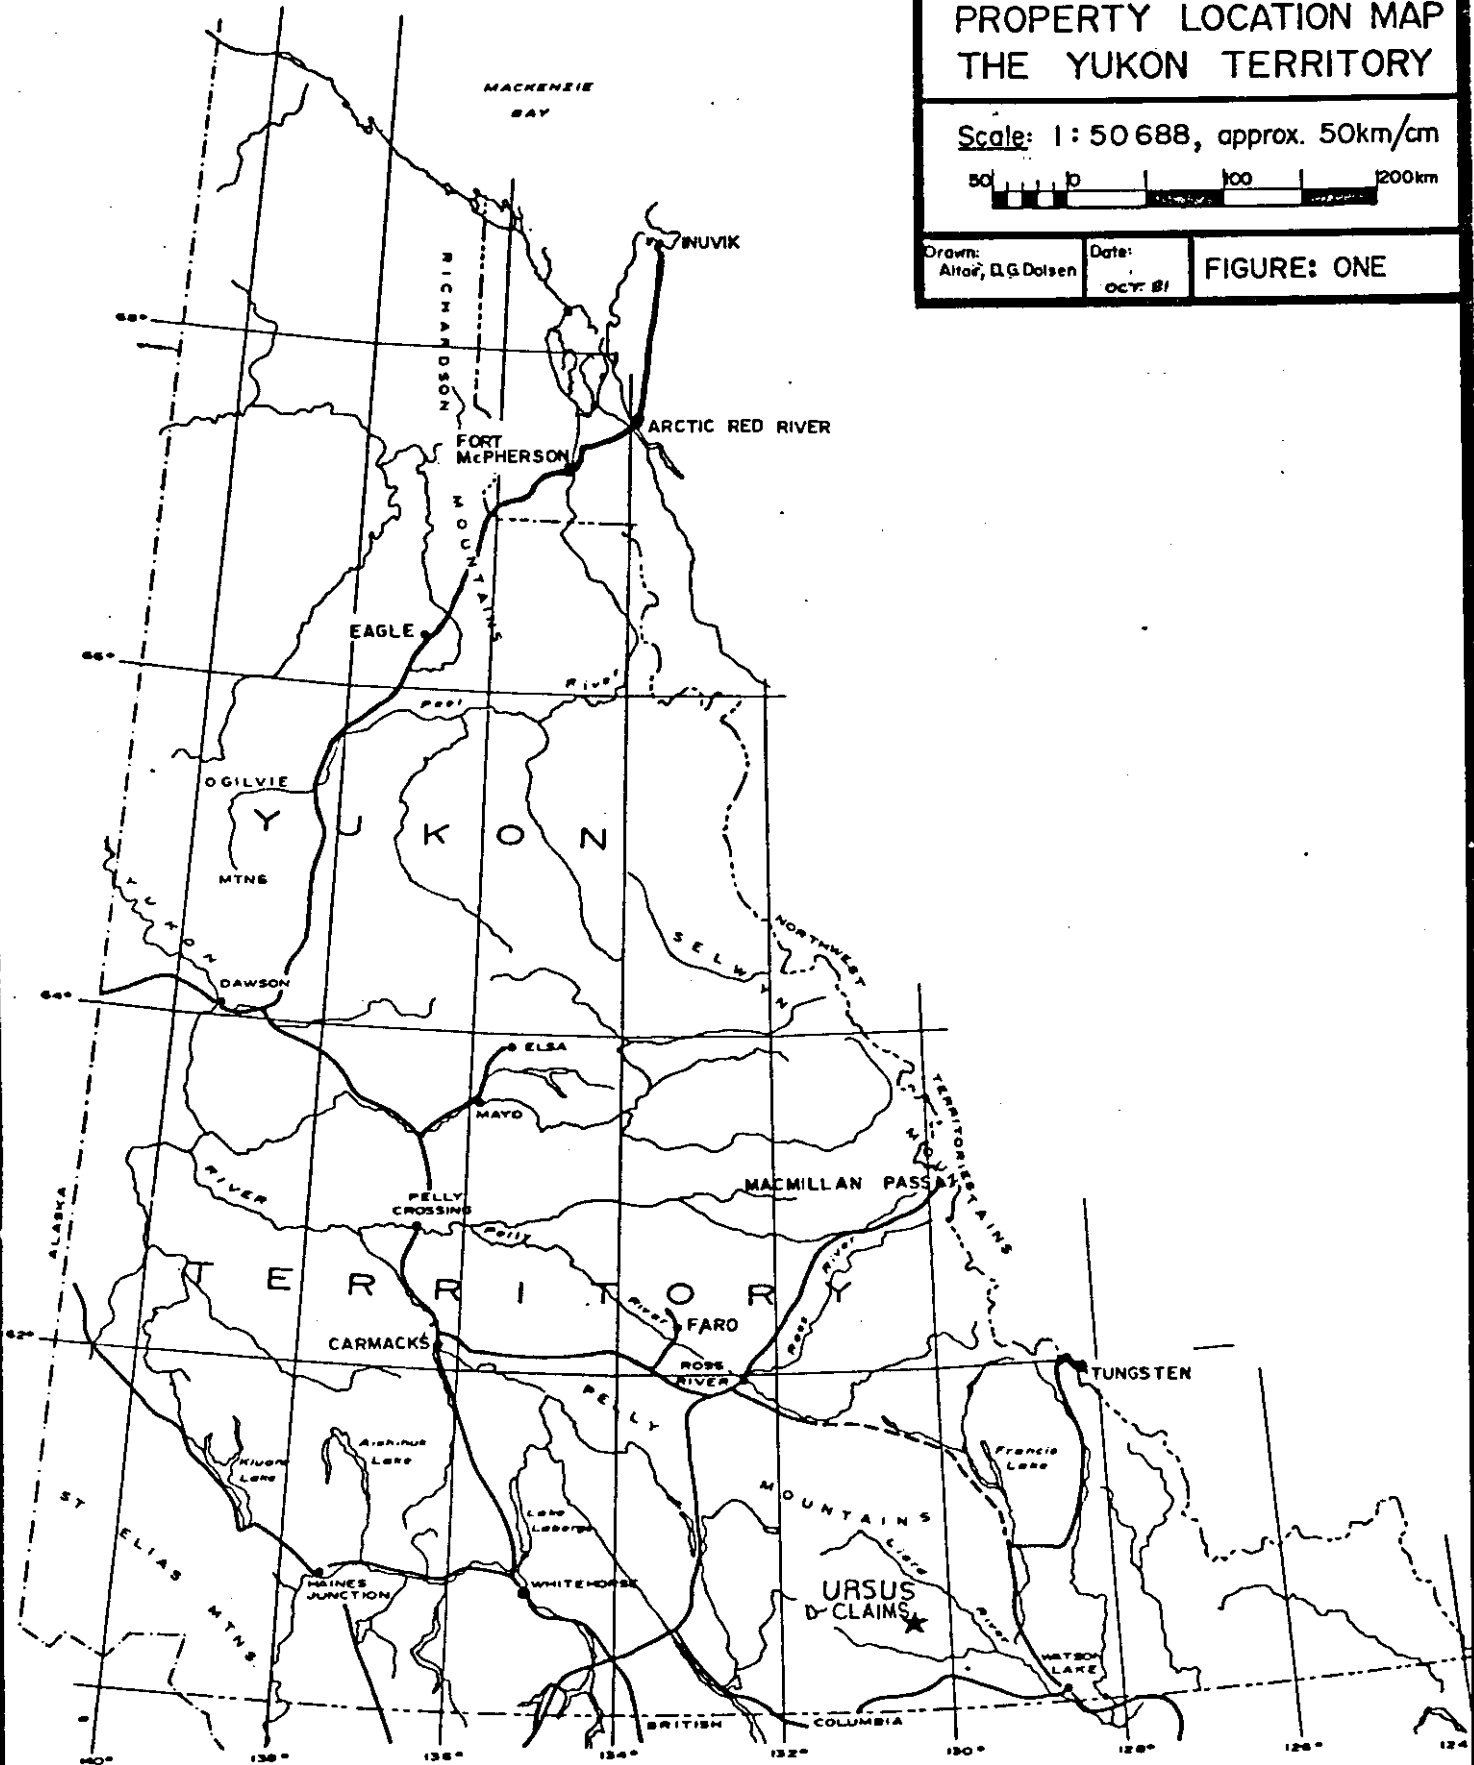 PROPERTY LOCATION MAP
THE YUKON TERRITORY
Scale: 1:50688, approx. 50km/cm
50 0 100 200km
Drawn:
Altair, D.G. Dolsen
Date:
OCT. 81
FIGURE: ONE
MACKENZIE
BAY
INUVIK
RICHARDSON
68°
ARCTIC RED RIVER
FORT
McPHERSON
MOUNTAINS
EAGLE
66°
River
Peel
OGILVIE
YUKON
MTNS
YUKON
NORTHWEST
SELWYN
DAWSON
64°
ELSA
MAYO
TERRITORIES
MOUNTAINS
RIVER
MACMILLAN PASS
PELLY
CROSSING
Pelly
ALASKA
River
TERRITORY
River
FARO
62°
CARMACKS
Ross
ROSS
RIVER
TUNGSTEN
PELLY
Aishihik
Lake
Kluane
Lake
Francis
Lake
MOUNTAINS
ST ELIAS MTNS
Lake
Laberge
Liard
HAINES
JUNCTION
WHITEHORSE
URSUS
D CLAIMS
River
WATSON
LAKE
BRITISH
COLUMBIA
140° 138° 136° 134° 132° 130° 128° 126° 124